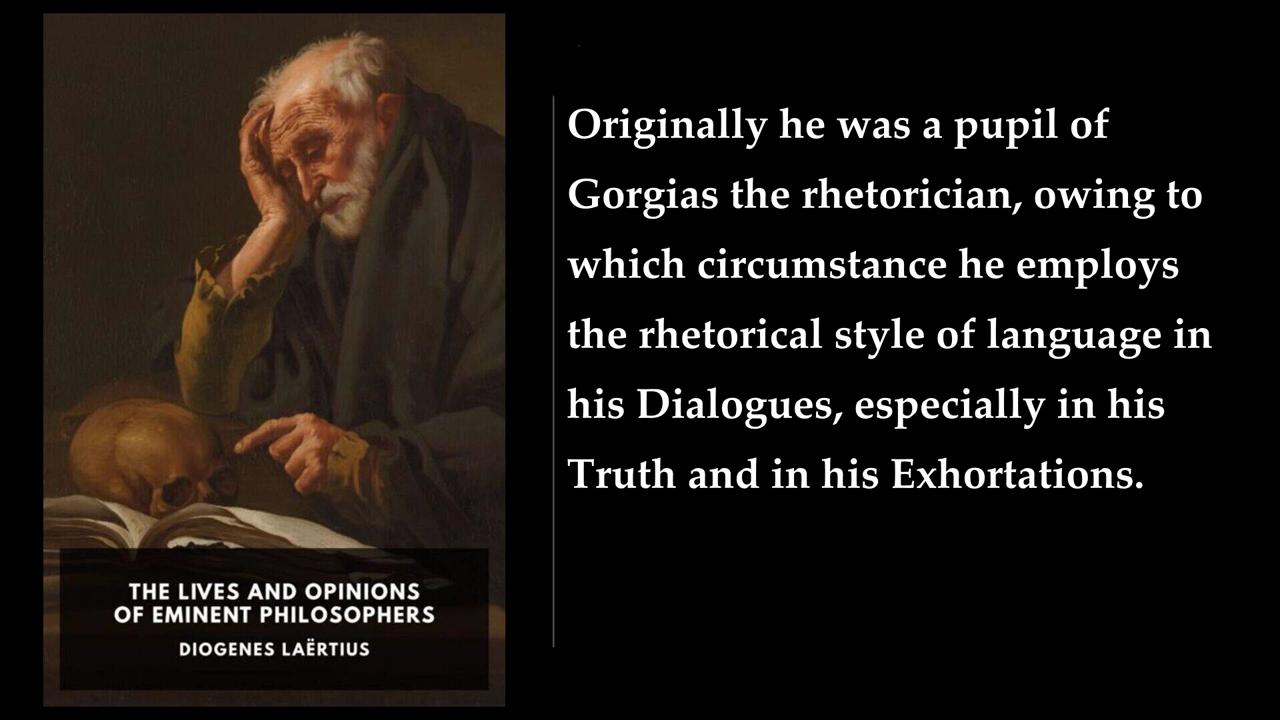 Originally he was a pupil of
Gorgias the rhetorician, owing to
which circumstance he employs
the rhetorical style of language in
his Dialogues, especially in his
Truth and in his Exhortations.
THE LIVES AND OPINIONS
OF EMINENT PHILOSOPHERS
DIOGENES LAËRTIUS